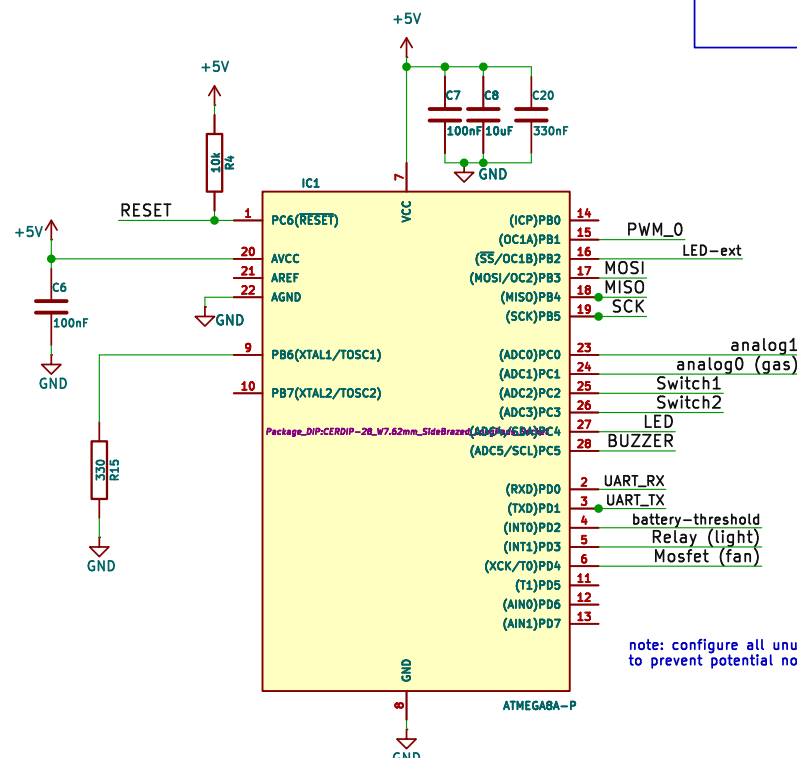 +5V
+5V
C7
C8
C20
10k
R4
100nF
10uF
330nF
GND
7
IC1
VCC
RESET
1
PC6(RESET)
(ICP)PB0
14
(OC1A)PB1
15
PWM_0
+5V
20
AVCC
(SS/OC1B)PB2
16
LED-ext
21
AREF
(MOSI/OC2)PB3
17
MOSI
C6
22
AGND
(MISO)PB4
18
MISO
100nF
GND
(SCK)PB5
19
SCK
9
PB6(XTAL1/TOSC1)
(ADC0)PC0
23
analog1
(ADC1)PC1
24
analog0 (gas)
GND
10
PB7(XTAL2/TOSC2)
(ADC2)PC2
25
Switch1
(ADC3)PC3
26
Switch2
(ADC4/SDA)PC4
27
LED
(ADC5/SCL)PC5
28
BUZZER
330
R15
(RXD)PD0
2
UART_RX
(TXD)PD1
3
UART_TX
(INT0)PD2
4
battery-threshold
(INT1)PD3
5
Relay (light)
GND
(XCK/T0)PD4
6
Mosfet (fan)
(T1)PD5
11
(AIN0)PD6
12
(AIN1)PD7
13
note: configure all unu
to prevent potential no
GND
8
ATMEGA8A-P
GND